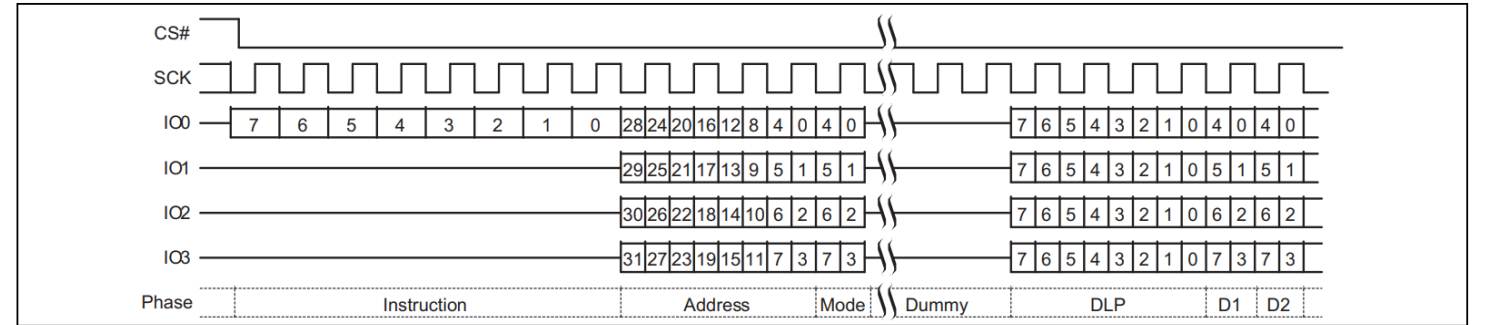 CS#
SCK
IO0 7 6 5 4 3 2 1 0 28 24 20 16 12 8 4 0 4 0 7 6 5 4 3 2 1 0 4 0 4 0
IO1 29 25 21 17 13 9 5 1 5 1 7 6 5 4 3 2 1 0 5 1 5 1
IO2 30 26 22 18 14 10 6 2 6 2 7 6 5 4 3 2 1 0 6 2 6 2
IO3 31 27 23 19 15 11 7 3 7 3 7 6 5 4 3 2 1 0 7 3 7 3
Phase Instruction Address Mode Dummy DLP D1 D2